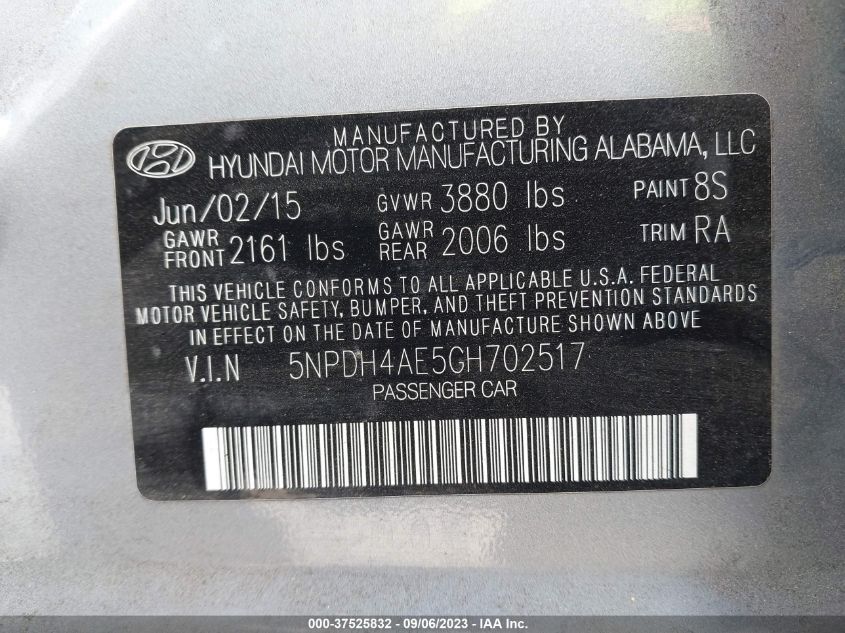 MANUFACTURED BY
HYUNDAI MOTOR MANUFACTURING ALABAMA, LLC
Jun/02/15 GVWR 3880 lbs PAINT 8S
GAWR FRONT 2161 lbs GAWR REAR 2006 lbs TRIM RA
THIS VEHICLE CONFORMS TO ALL APPLICABLE U.S.A. FEDERAL
MOTOR VEHICLE SAFETY, BUMPER, AND THEFT PREVENTION STANDARDS
IN EFFECT ON THE DATE OF MANUFACTURE SHOWN ABOVE
V.I.N 5NPDH4AE5GH702517
PASSENGER CAR
000-37525832 - 09/06/2023 - IAA Inc.